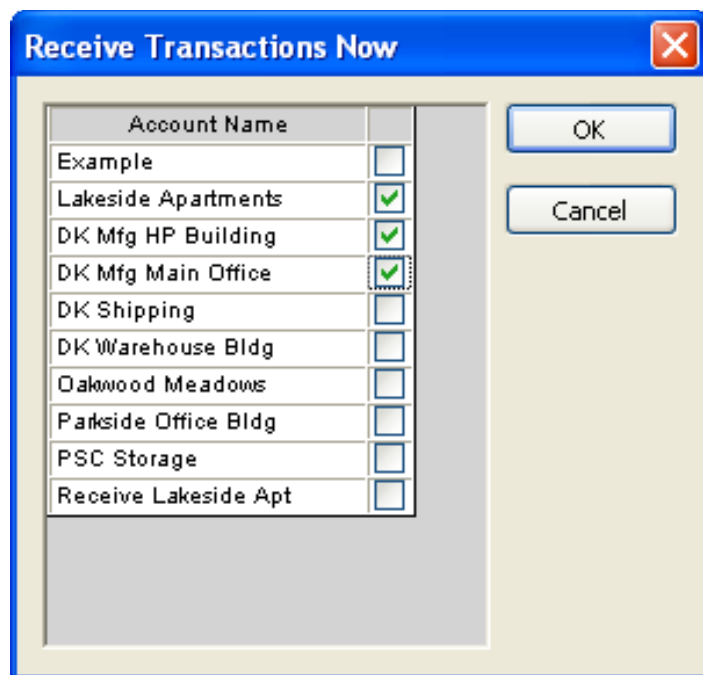 Receive Transactions Now
Account Name
Example
Lakeside Apartments
DK Mfg HP Building
DK Mfg Main Office
DK Shipping
DK Warehouse Bldg
Oakwood Meadows
Parkside Office Bldg
PSC Storage
Receive Lakeside Apt
OK
Cancel